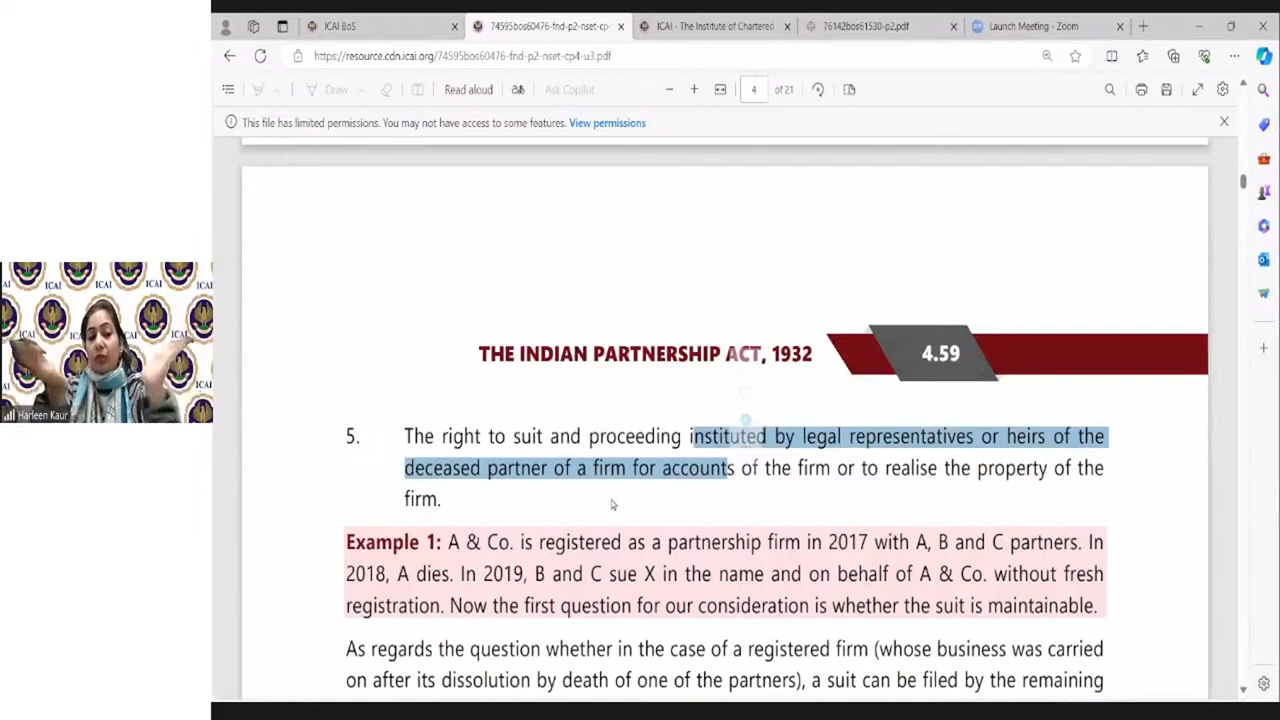 ICAI BoS
74595bos60476-fnd-p2-nset-cp4
ICAI - The Institute of Chartered
76142bos61530-p2.pdf
Launch Meeting - Zoom
https://resource.cdn.icai.org/74595bos60476-fnd-p2-nset-cp4-u3.pdf
Draw
Read aloud
Ask Copilot
4
of 21
This file has limited permissions. You may not have access to some features. View permissions
THE INDIAN PARTNERSHIP ACT, 1932
4.59
5. The right to suit and proceeding instituted by legal representatives or heirs of the
deceased partner of a firm for accounts of the firm or to realise the property of the
firm.
Example 1: A & Co. is registered as a partnership firm in 2017 with A, B and C partners. In
2018, A dies. In 2019, B and C sue X in the name and on behalf of A & Co. without fresh
registration. Now the first question for our consideration is whether the suit is maintainable.
As regards the question whether in the case of a registered firm (whose business was carried
on after its dissolution by death of one of the partners), a suit can be filed by the remaining
ICAI
ICAI
ICAI
Harleen Kaur